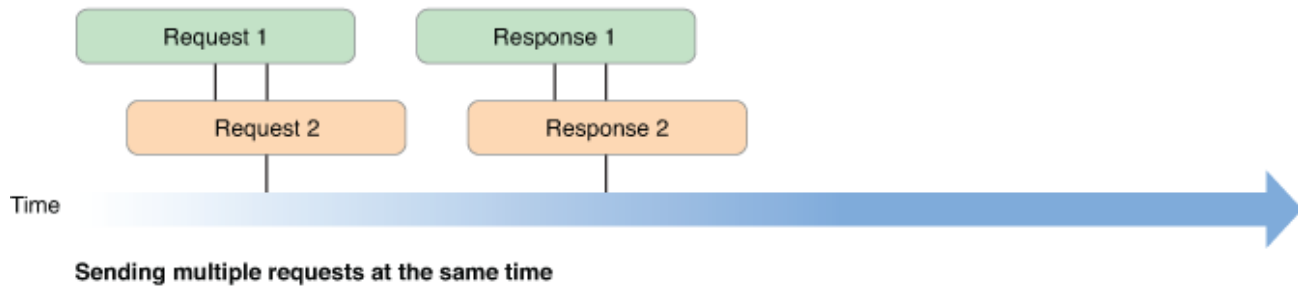 Request 1
Response 1
Request 2
Response 2
Time
Sending multiple requests at the same time